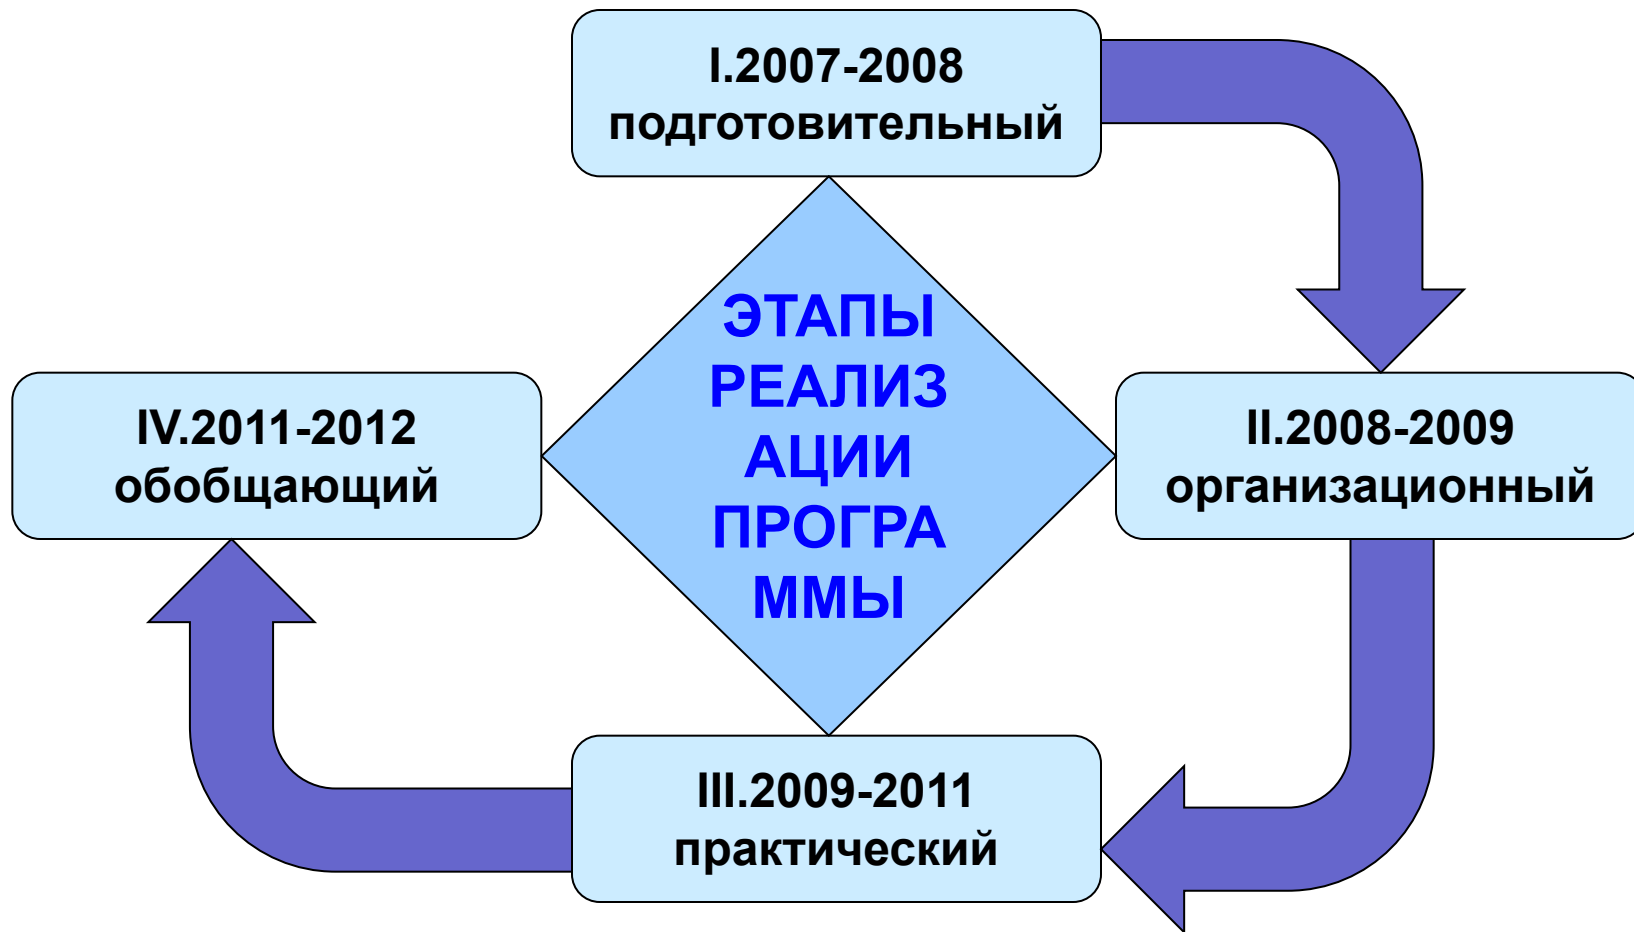 I.2007-2008
подготовительный
ЭТАПЫ
РЕАЛИЗ
АЦИИ
ПРОГРА
ММЫ
IV.2011-2012
обобщающий
II.2008-2009
организационный
III.2009-2011
практический